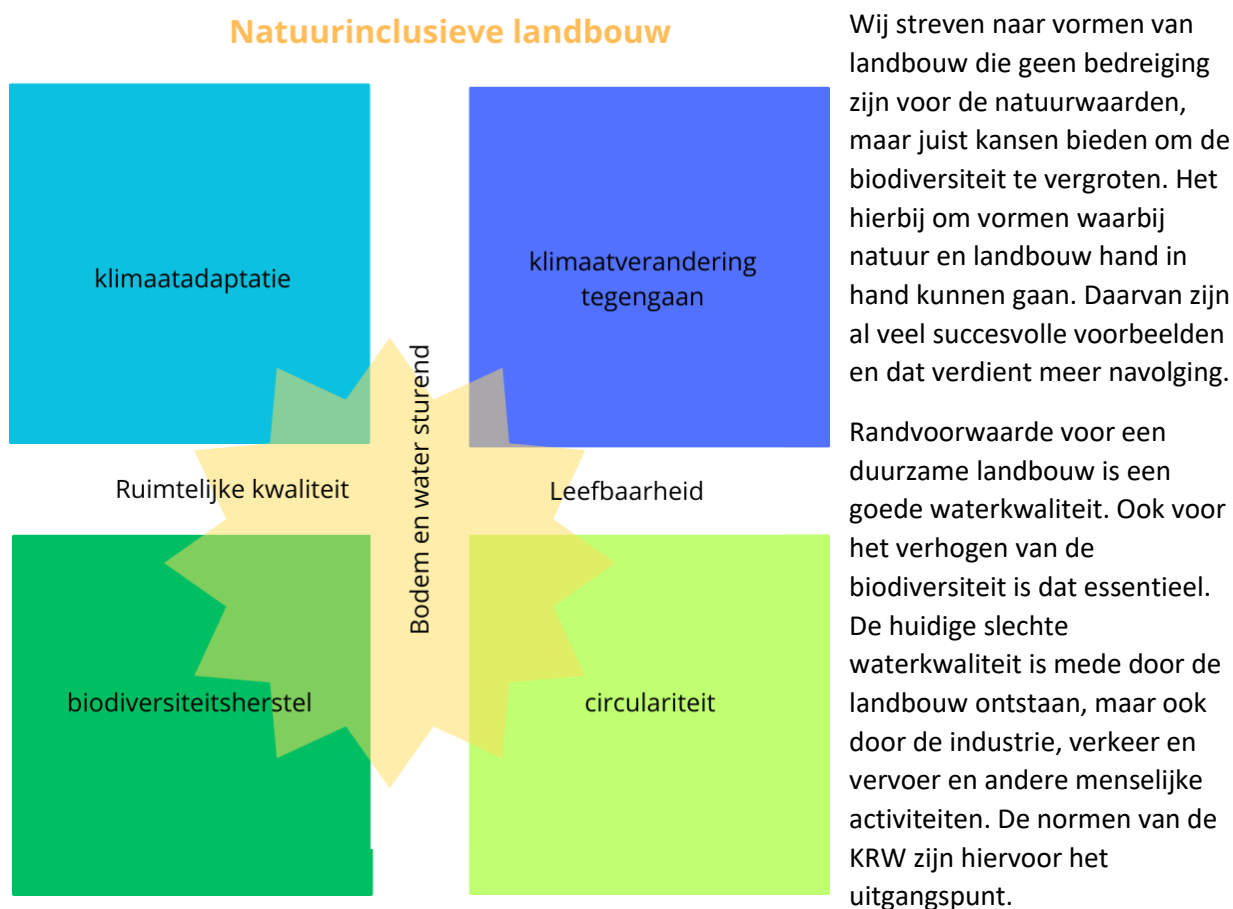 Natuurinclusieve landbouw
klimaatadaptatie
klimaatverandering
tegengaan
Bodem en water sturend
Ruimtelijke kwaliteit
Leefbaarheid
biodiversiteitsherstel
circulariteit
Wij streven naar vormen van
landbouw die geen bedreiging
zijn voor de natuurwaarden,
maar juist kansen bieden om de
biodiversiteit te vergroten. Het
hierbij om vormen waarbij
natuur en landbouw hand in
hand kunnen gaan. Daarvan zijn
al veel succesvolle voorbeelden
en dat verdient meer navolging.
Randvoorwaarde voor een
duurzame landbouw is een
goede waterkwaliteit. Ook voor
het verhogen van de
biodiversiteit is dat essentieel.
De huidige slechte
waterkwaliteit is mede door de
landbouw ontstaan, maar ook
door de industrie, verkeer en
vervoer en andere menselijke
activiteiten. De normen van de
KRW zijn hiervoor het
uitgangspunt.